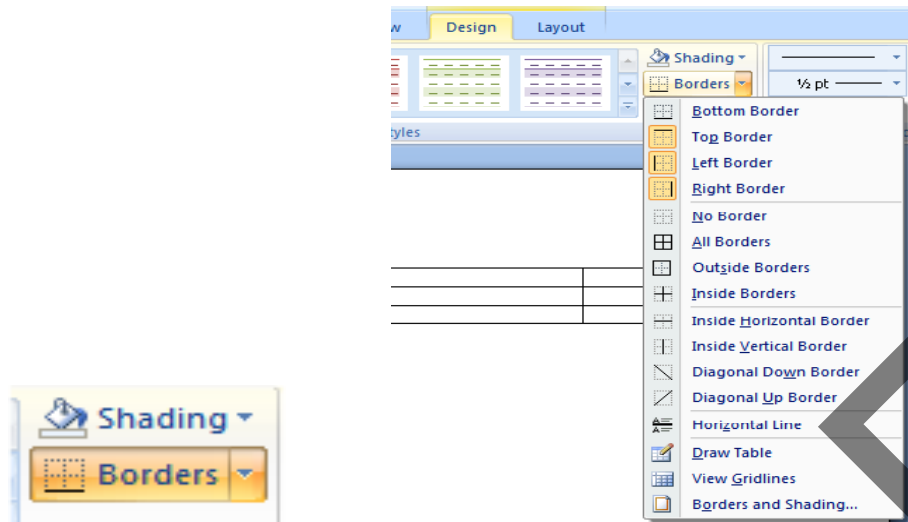 w Design Layout
Shading
Borders ½ pt
tyles
Bottom Border
Top Border
Left Border
Right Border
No Border
All Borders
Outside Borders
Inside Borders
Inside Horizontal Border
Inside Vertical Border
Diagonal Down Border
Diagonal Up Border
Horizontal Line
Draw Table
View Gridlines
Borders and Shading...
Shading
Borders